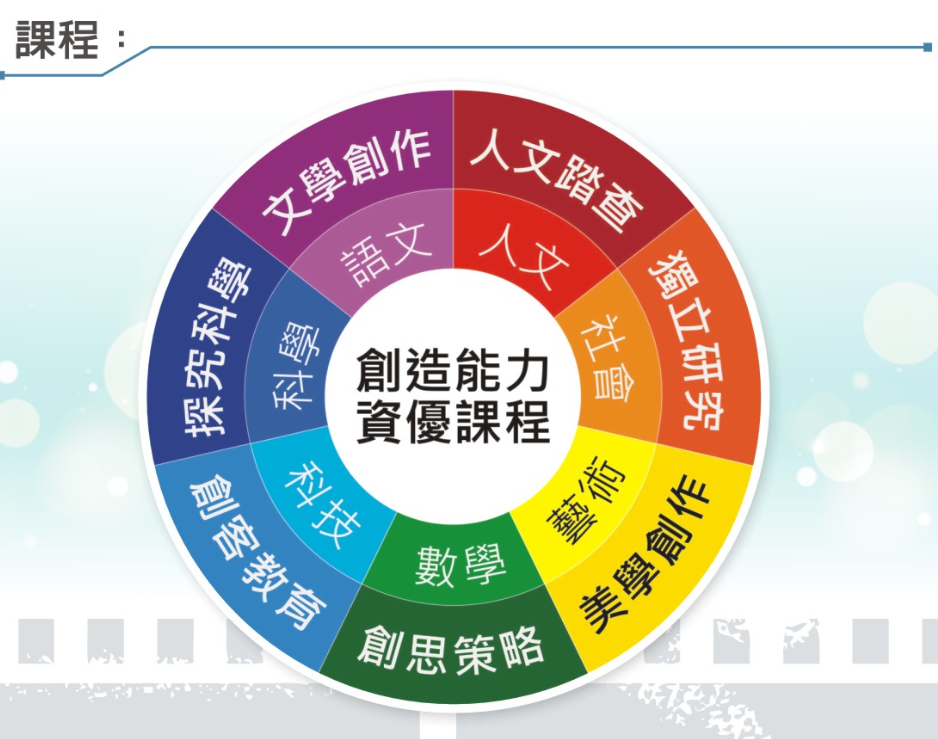 課程：
創造能力
資優課程
人文踏查
人文
獨立研究
社會
美學創作
藝術
創思策略
數學
創客教育
科技
探究科學
科學
文學創作
語文